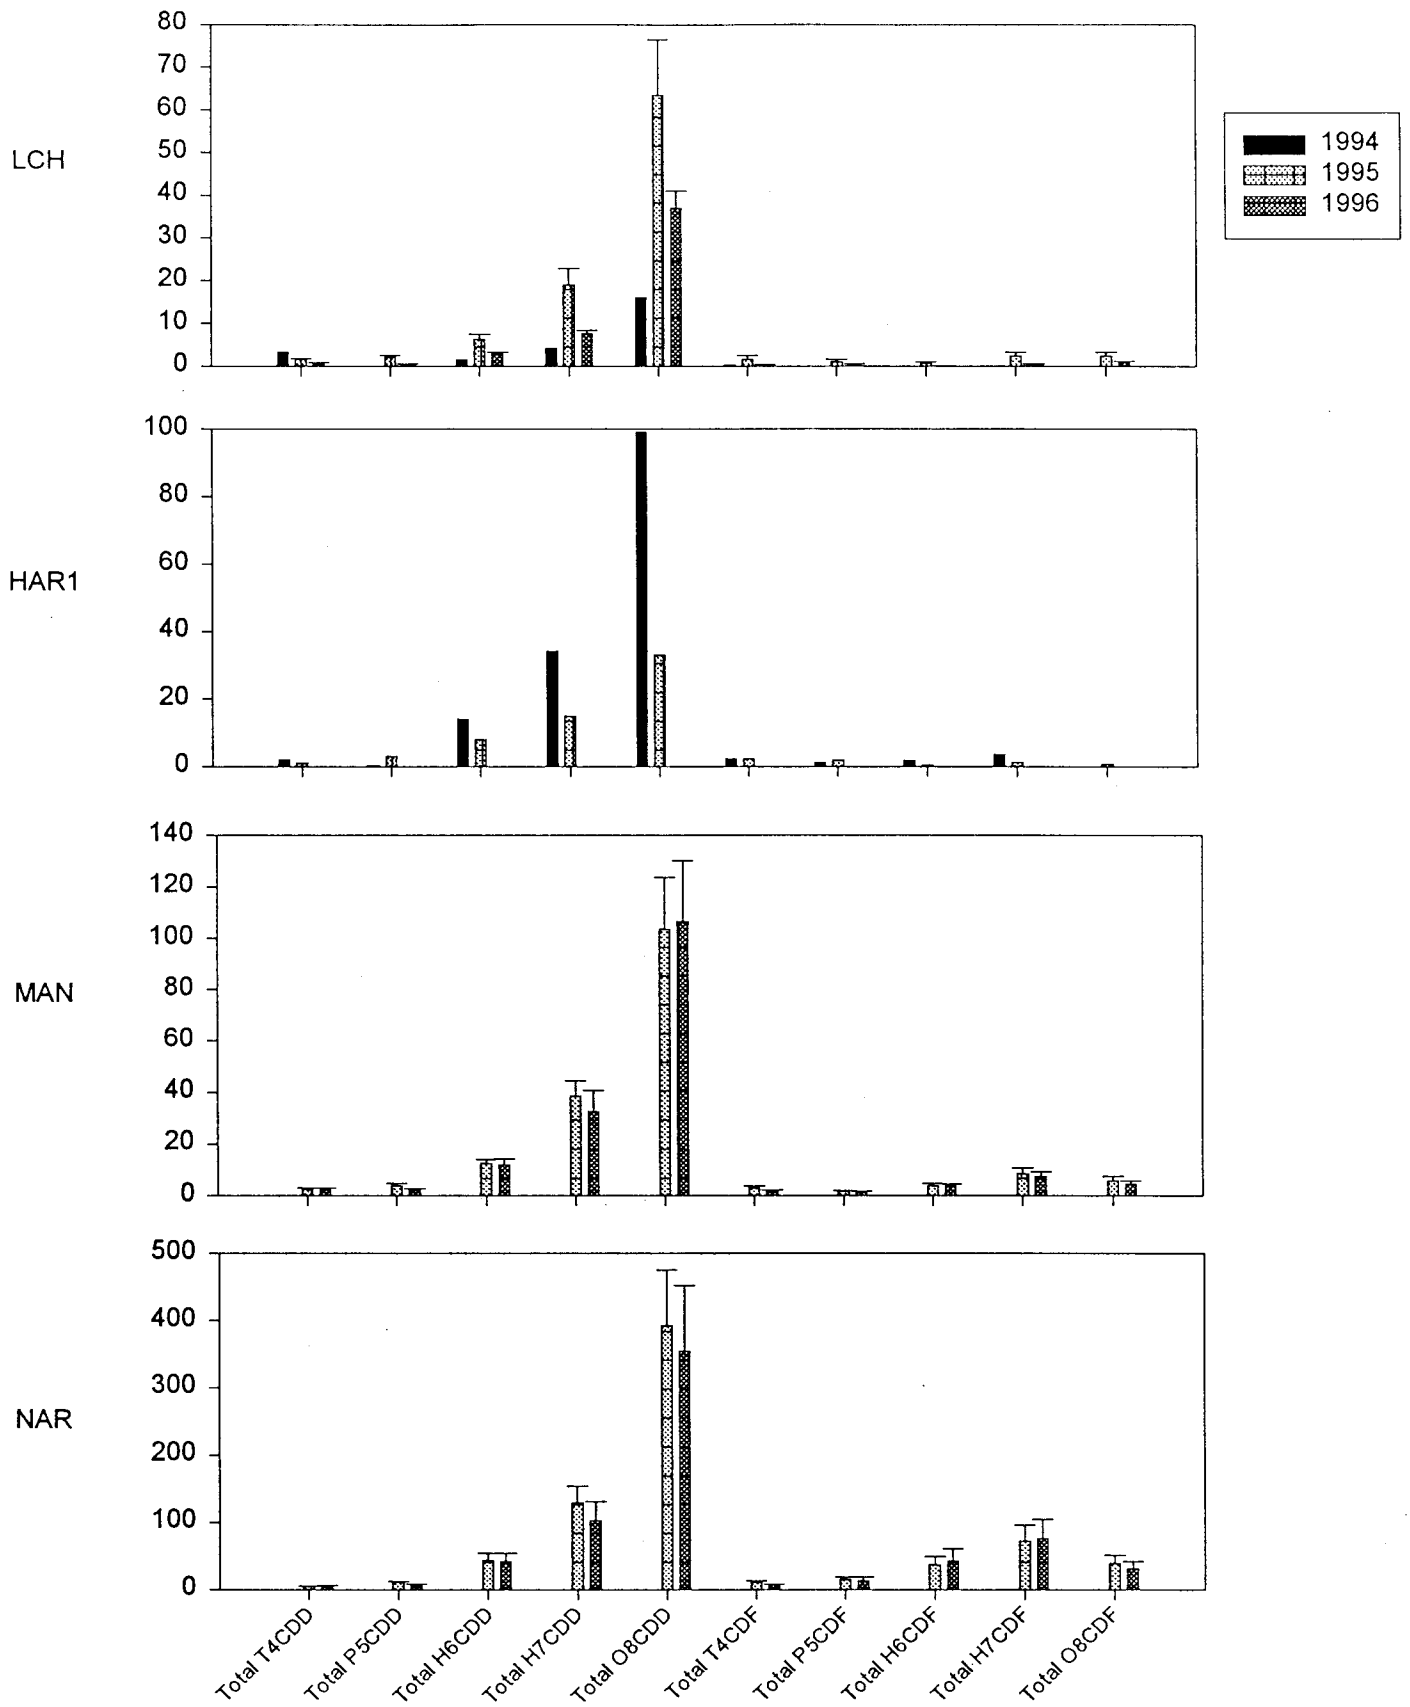 LCH
80
70
60
50
40
30
20
10
0
1994
1995
1996
HAR1
100
80
60
40
20
0
MAN
140
120
100
80
60
40
20
0
NAR
500
400
300
200
100
0
Total T4CDD
Total P5CDD
Total H6CDD
Total H7CDD
Total O8CDD
Total T4CDF
Total P5CDF
Total H6CDF
Total H7CDF
Total O8CDF